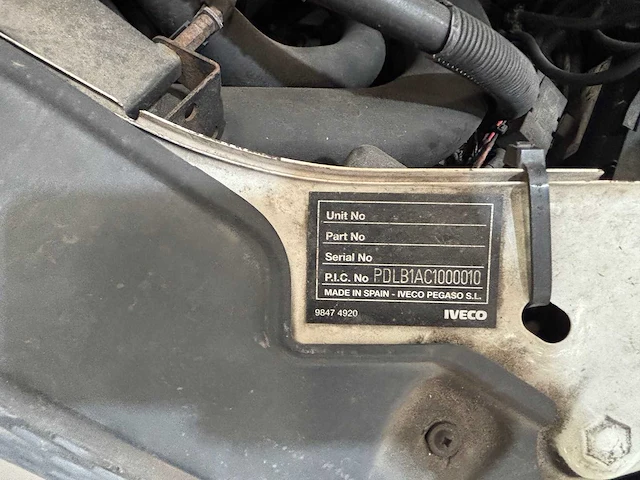 Unit No
Part No
Serial No
P.I.C. No PDLB1AC1000010
MADE IN SPAIN - IVECO PEGASO S.L.
9847 4920 IVECO